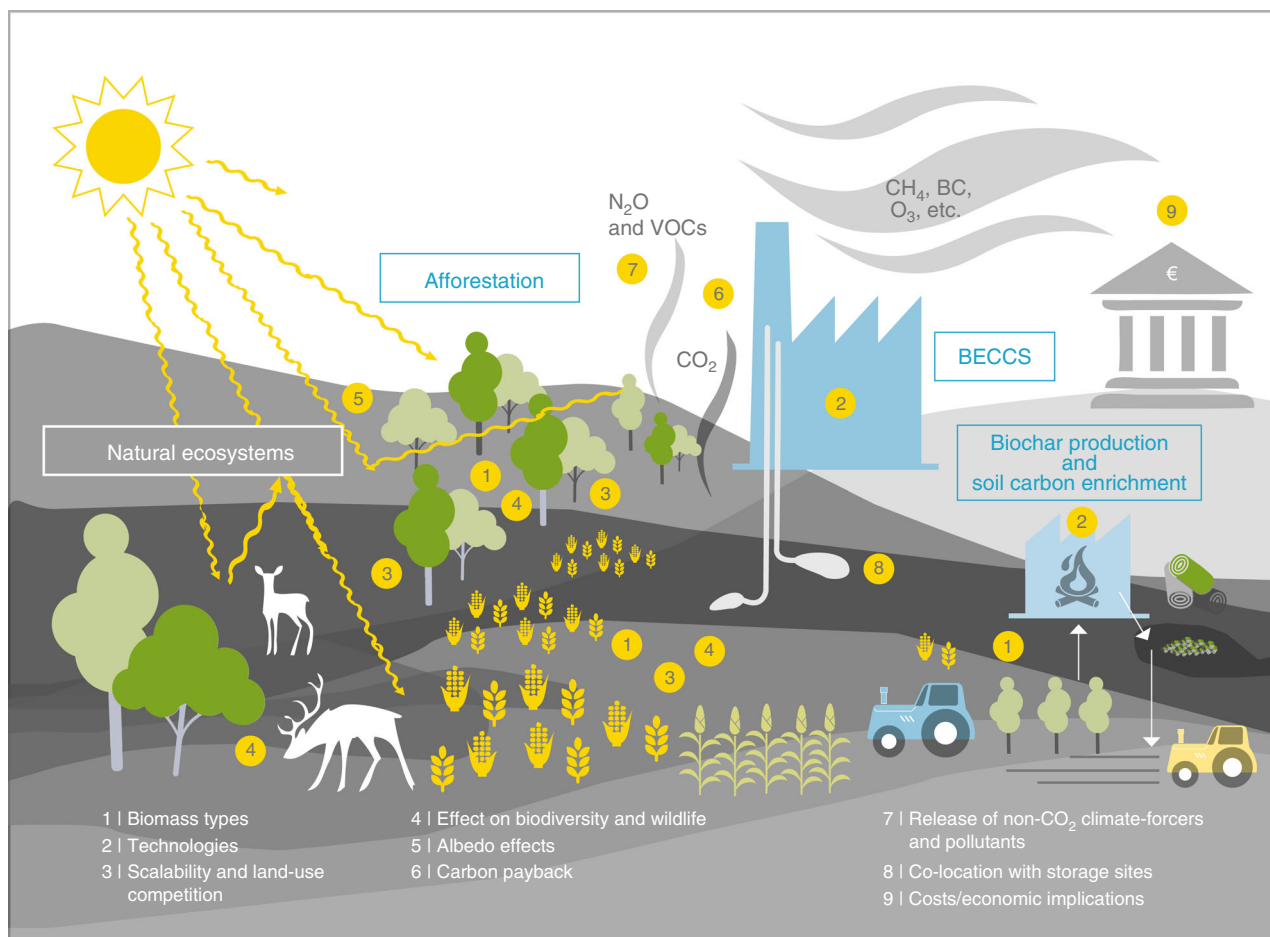 CH₄, BC,
O₃, etc.
N₂O
and VOCs
9
7
€
Afforestation
6
BECCS
CO₂
5
2
Natural ecosystems
Biochar production
and
soil carbon enrichment
1
4
3
2
3
8
1
4
3
1
4
1 | Biomass types
2 | Technologies
3 | Scalability and land-use
competition
4 | Effect on biodiversity and wildlife
5 | Albedo effects
6 | Carbon payback
7 | Release of non-CO₂ climate-forcers
and pollutants
8 | Co-location with storage sites
9 | Costs/economic implications